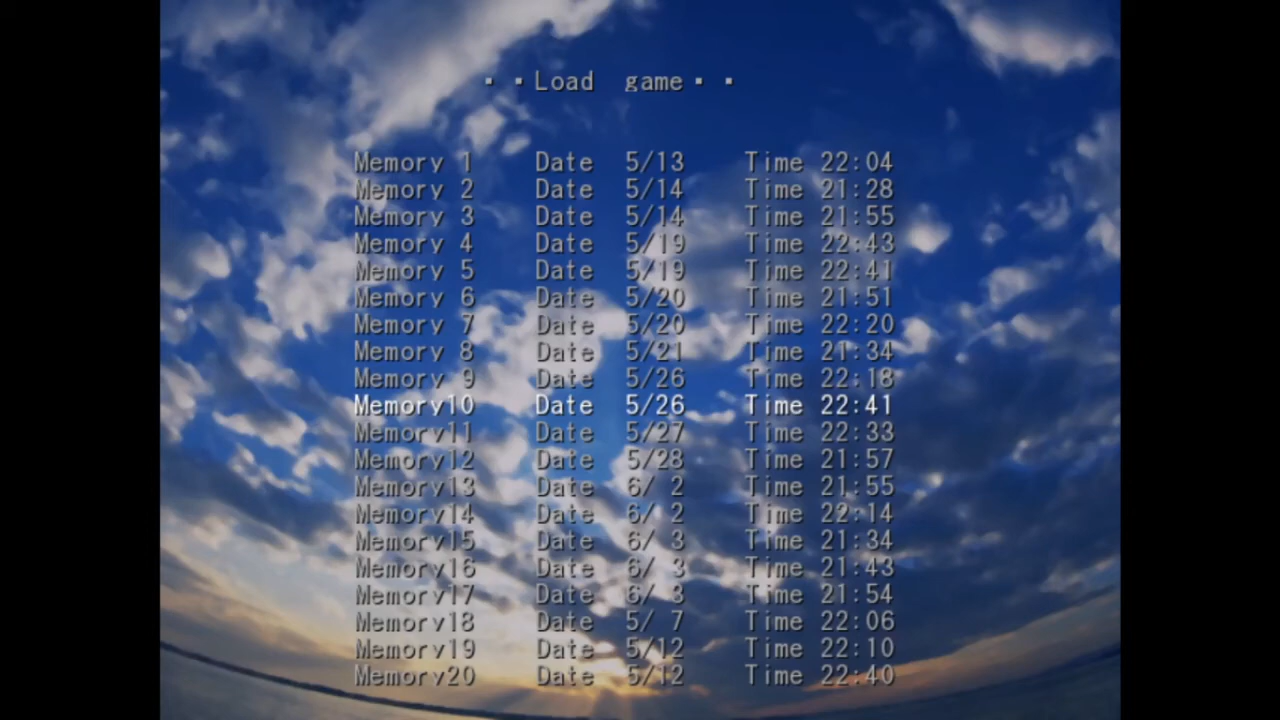 ・・Load game・・
Memory 1 Date 5/13 Time 22:04
Memory 2 Date 5/14 Time 21:28
Memory 3 Date 5/14 Time 21:55
Memory 4 Date 5/19 Time 22:43
Memory 5 Date 5/19 Time 22:41
Memory 6 Date 5/20 Time 21:51
Memory 7 Date 5/20 Time 22:20
Memory 8 Date 5/21 Time 21:34
Memory 9 Date 5/26 Time 22:18
Memory10 Date 5/26 Time 22:41
Memory11 Date 5/27 Time 22:33
Memory12 Date 5/28 Time 21:57
Memory13 Date 6/ 2 Time 21:55
Memory14 Date 6/ 2 Time 22:14
Memory15 Date 6/ 3 Time 21:34
Memory16 Date 6/ 3 Time 21:43
Memory17 Date 6/ 3 Time 21:54
Memory18 Date 5/ 7 Time 22:06
Memory19 Date 5/12 Time 22:10
Memory20 Date 5/12 Time 22:40